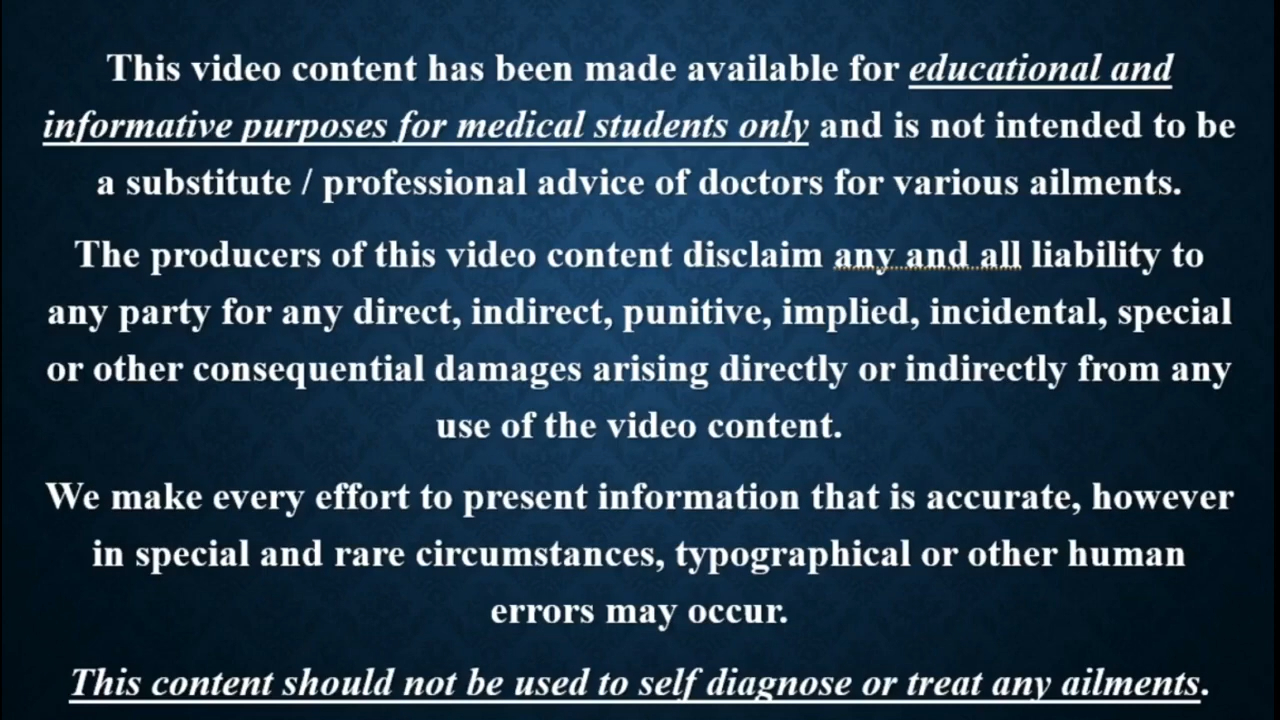 This video content has been made available for educational and
informative purposes for medical students only and is not intended to be
a substitute / professional advice of doctors for various ailments.
The producers of this video content disclaim any and all liability to
any party for any direct, indirect, punitive, implied, incidental, special
or other consequential damages arising directly or indirectly from any
use of the video content.
We make every effort to present information that is accurate, however
in special and rare circumstances, typographical or other human
errors may occur.
This content should not be used to self diagnose or treat any ailments.